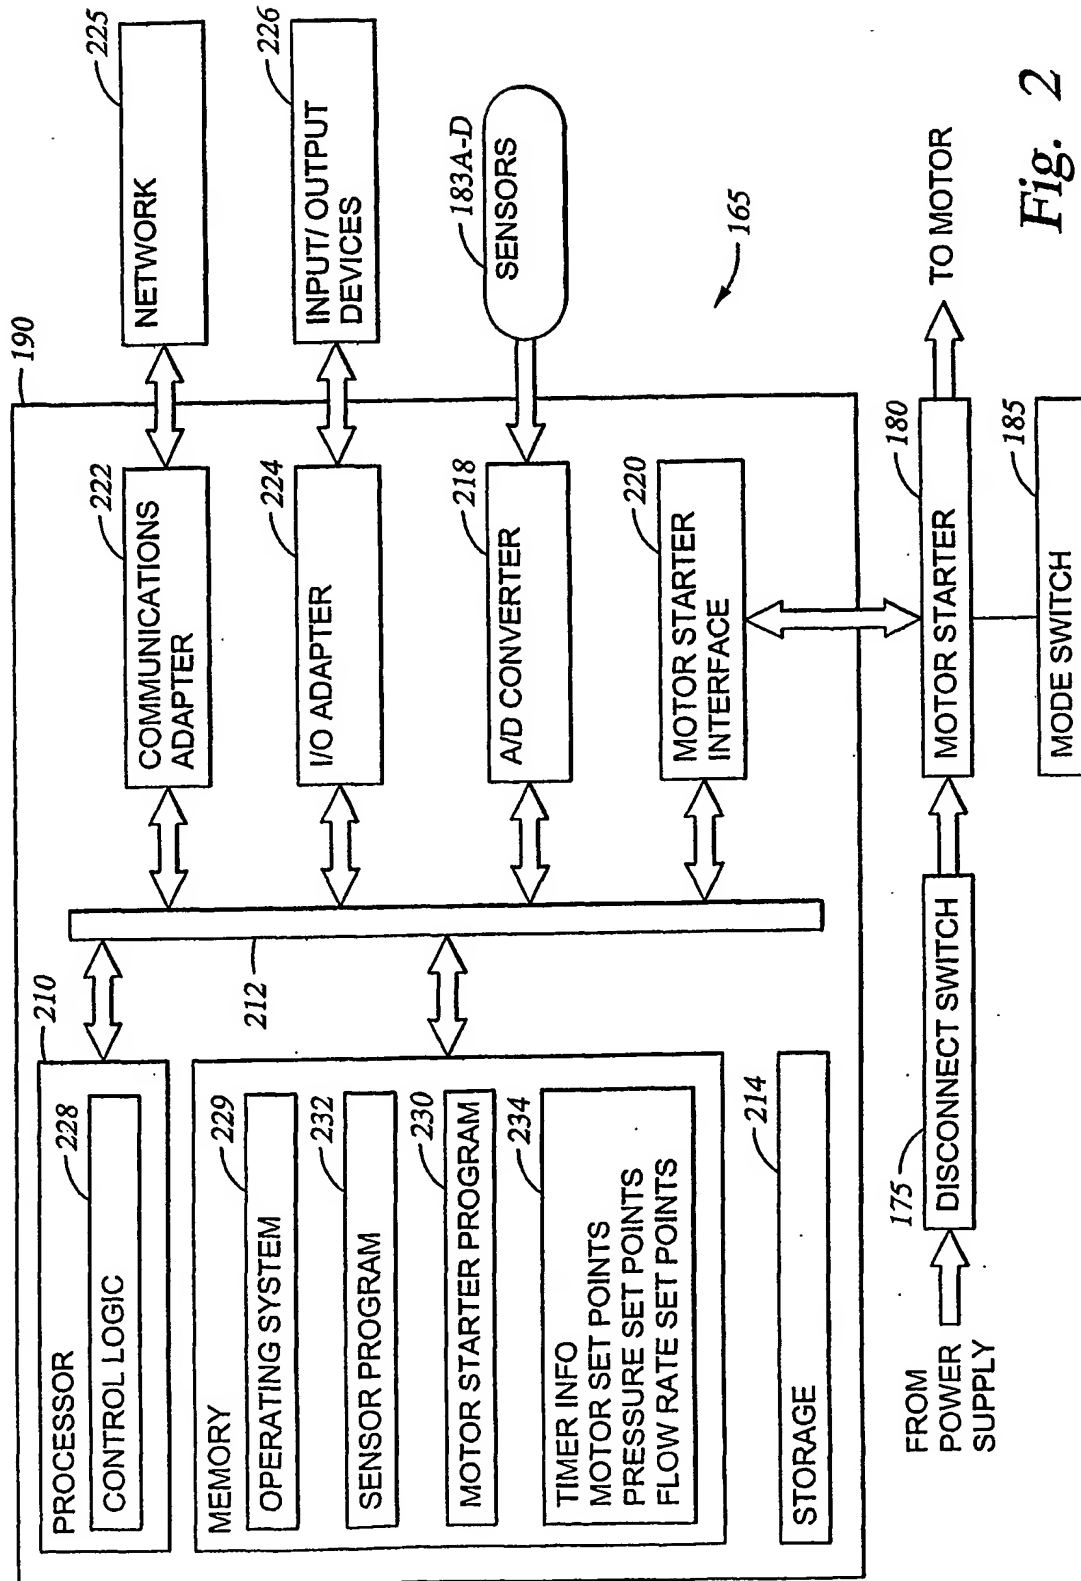 190
PROCESSOR
210
CONTROL LOGIC
228
MEMORY
OPERATING SYSTEM
229
SENSOR PROGRAM
232
MOTOR STARTER PROGRAM
230
TIMER INFO
MOTOR SET POINTS
PRESSURE SET POINTS
FLOW RATE SET POINTS
234
STORAGE
214
212
COMMUNICATIONS
ADAPTER
222
I/O ADAPTER
224
A/D CONVERTER
218
MOTOR STARTER
INTERFACE
220
NETWORK
225
INPUT/ OUTPUT
DEVICES
226
SENSORS
183A-D
165
FROM
POWER
SUPPLY
175
DISCONNECT SWITCH
MOTOR STARTER
180
TO MOTOR
MODE SWITCH
185
Fig. 2